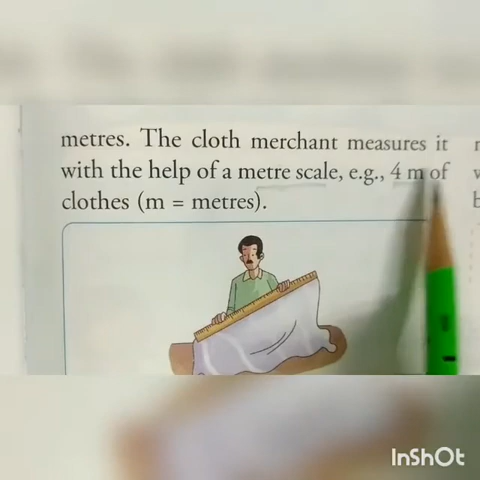 metres. The cloth merchant measures it
with the help of a metre scale, e.g., 4 m of
clothes (m = metres).
InShOt